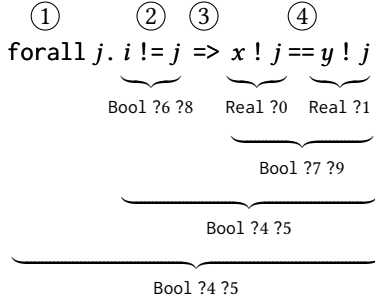 ① ② ③ ④
forall j. i != j => x ! j == y ! j
Bool ?6 ?8 Real ?0 Real ?1
Bool ?7 ?9
Bool ?4 ?5
Bool ?4 ?5